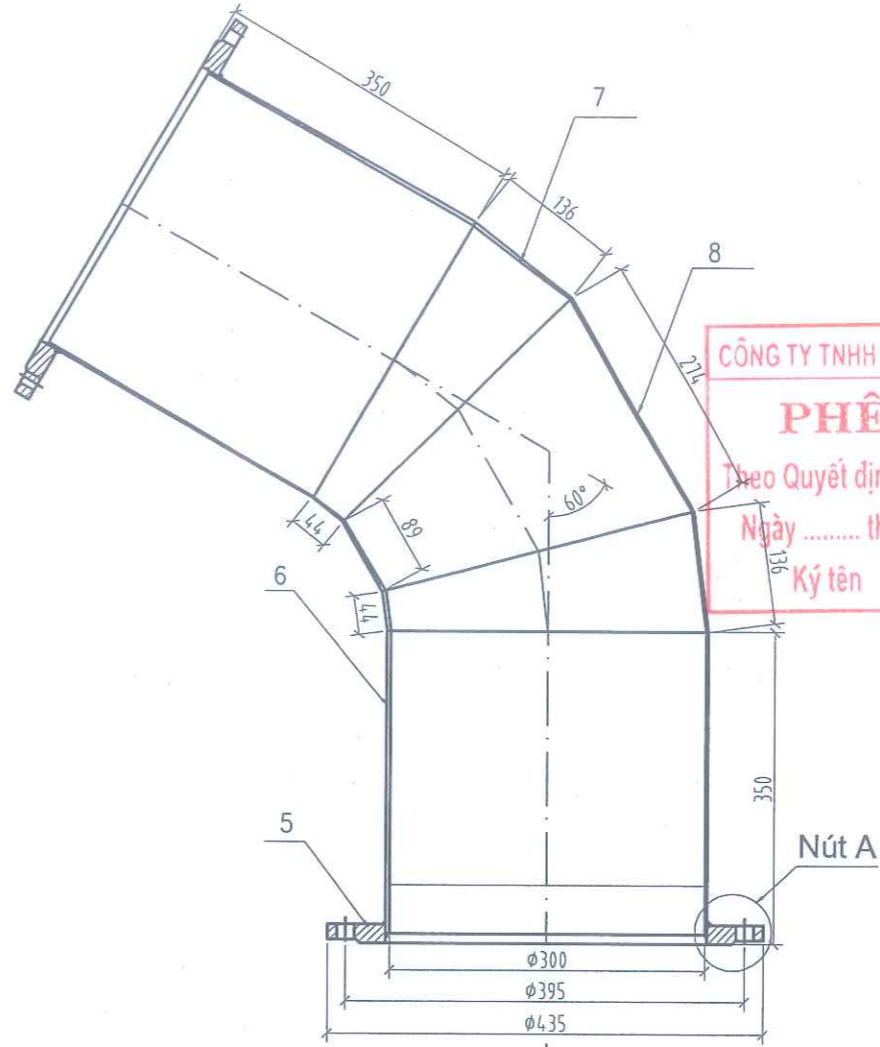 350
7
136
8
274
CÔNG TY TNHH
PHÊ
Theo Quyết địn
Ngày ......... th
Ký tên
60°
89
44
136
6
44
350
5
Nút A
ϕ300
ϕ395
ϕ435